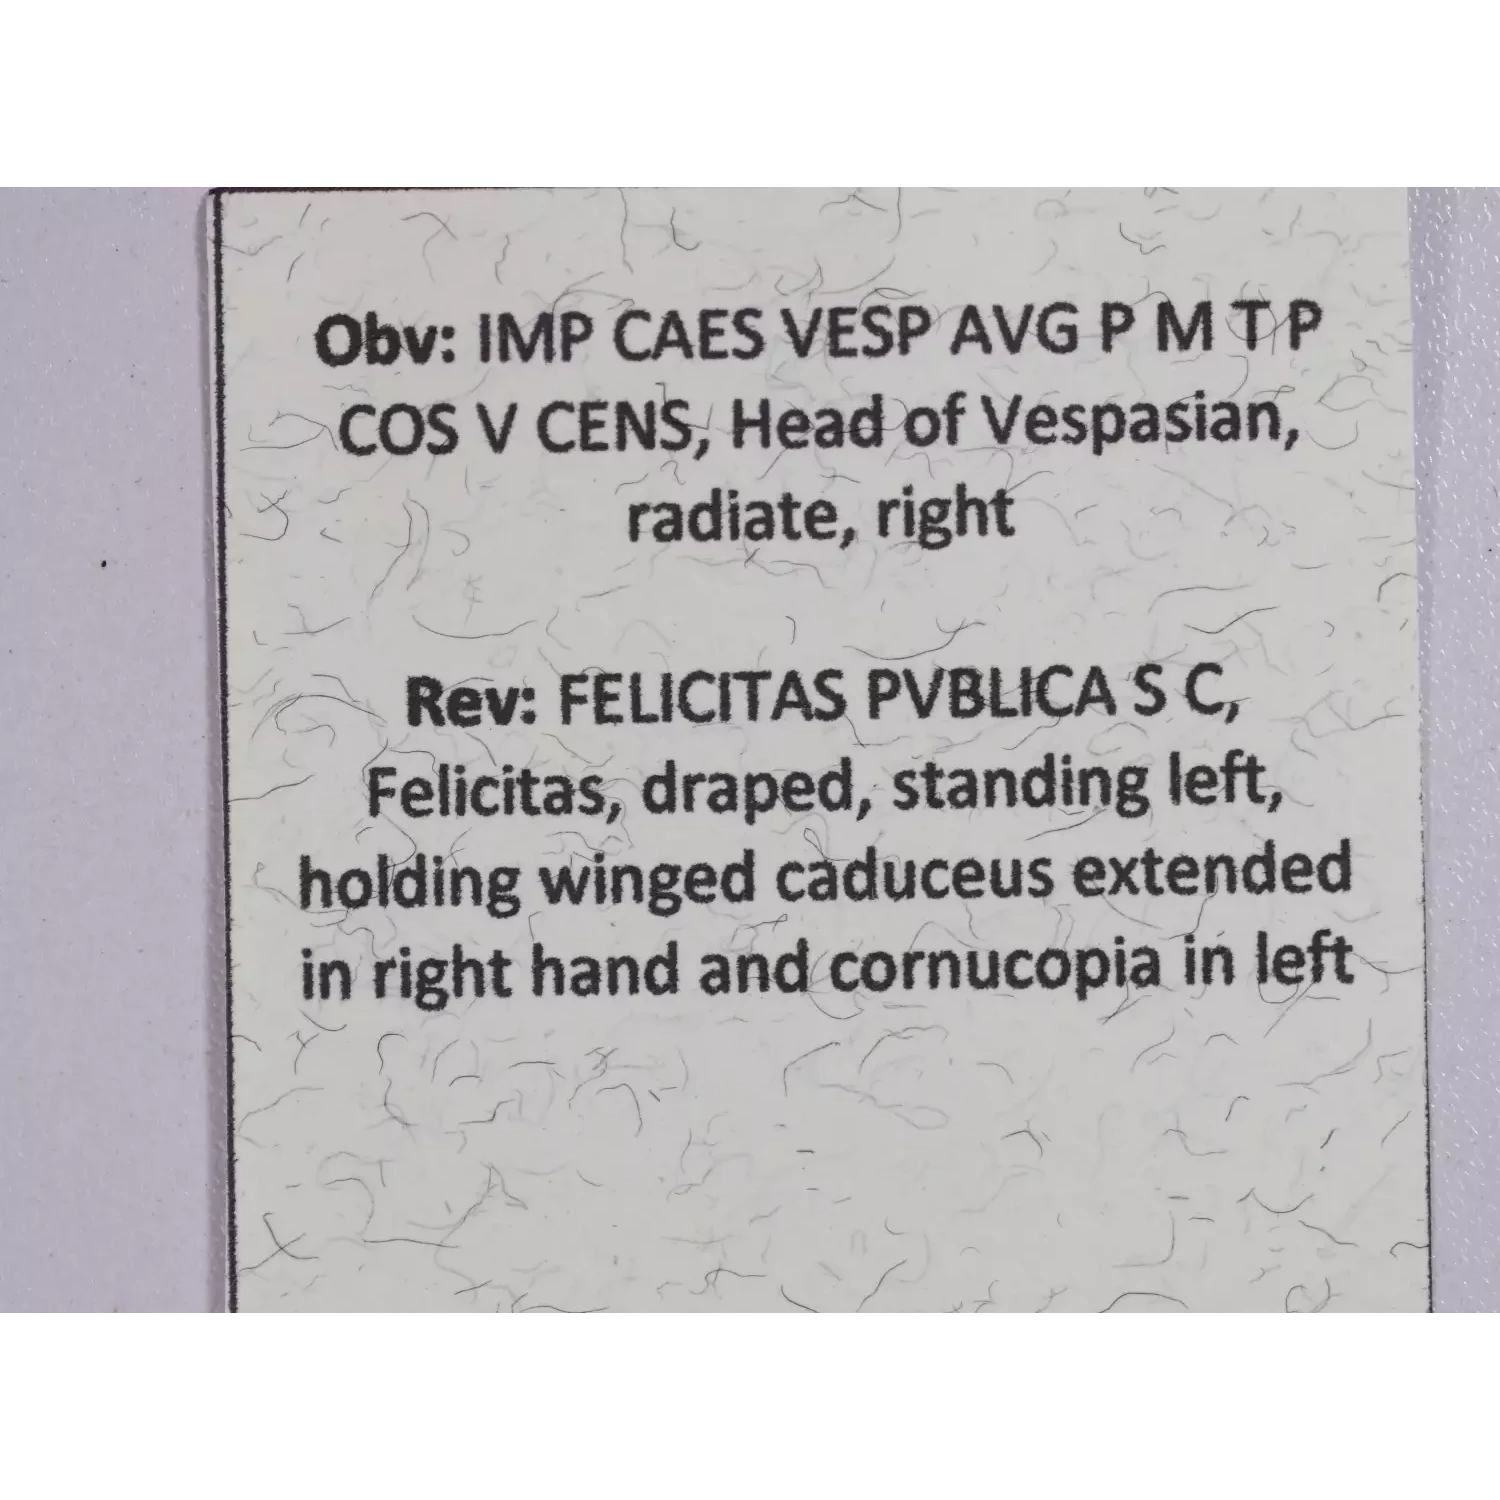 Obv: IMP CAES VESP AVG P M T P
COS V CENS, Head of Vespasian,
radiate, right
Rev: FELICITAS PVBLICA S C,
Felicitas, draped, standing left,
holding winged caduceus extended
in right hand and cornucopia in left